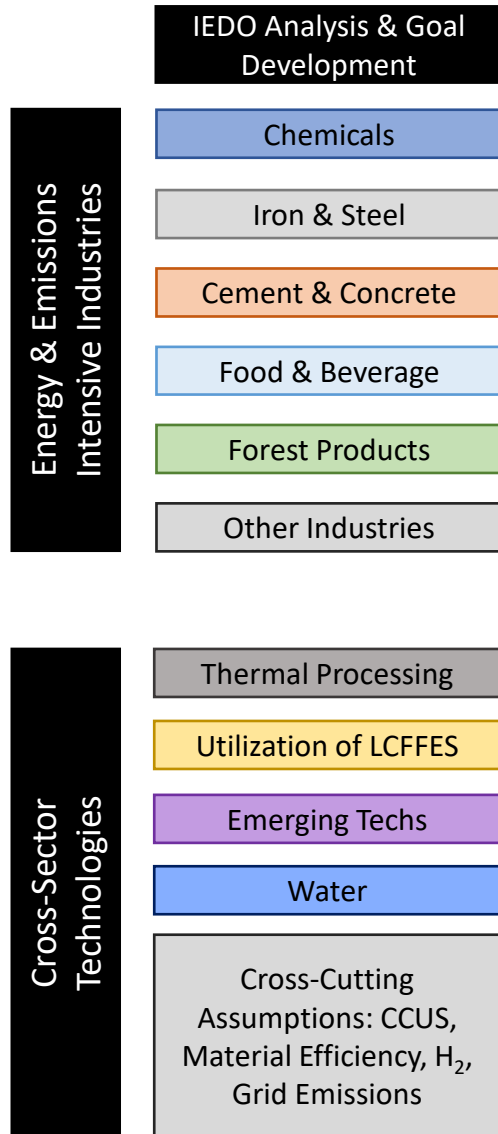 IEDO Analysis & Goal
Development
Energy & Emissions
Intensive Industries
Chemicals
Iron & Steel
Cement & Concrete
Food & Beverage
Forest Products
Other Industries
Cross-Sector
Technologies
Thermal Processing
Utilization of LCFFES
Emerging Techs
Water
Cross-Cutting
Assumptions: CCUS,
Material Efficiency, H₂,
Grid Emissions